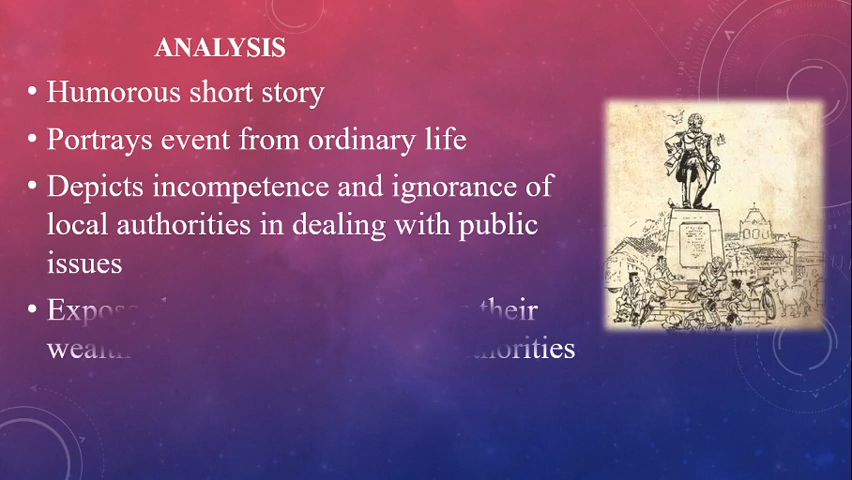 ANALYSIS
• Humorous short story
• Portrays event from ordinary life
• Depicts incompetence and ignorance of
local authorities in dealing with public
issues
• their